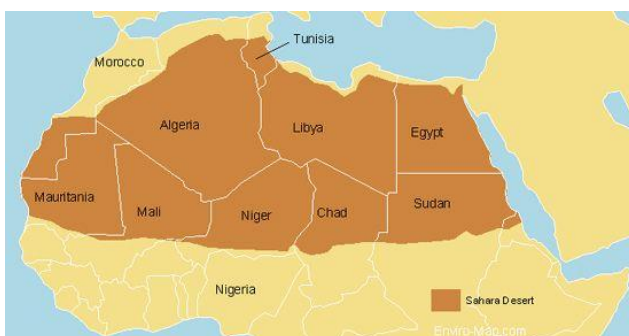 Tunisia
Morocco
Algeria
Libya
Egypt
Mauritania
Mali
Niger
Chad
Sudan
Nigeria
Sahara Desert
Enviro-Map.com